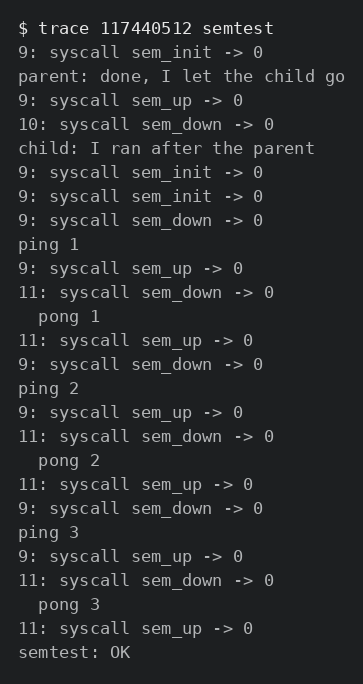 $ trace 117440512 semtest
9: syscall sem_init -> 0
parent: done, I let the child go
9: syscall sem_up -> 0
10: syscall sem_down -> 0
child: I ran after the parent
9: syscall sem_init -> 0
9: syscall sem_init -> 0
9: syscall sem_down -> 0
ping 1
9: syscall sem_up -> 0
11: syscall sem_down -> 0
  pong 1
11: syscall sem_up -> 0
9: syscall sem_down -> 0
ping 2
9: syscall sem_up -> 0
11: syscall sem_down -> 0
  pong 2
11: syscall sem_up -> 0
9: syscall sem_down -> 0
ping 3
9: syscall sem_up -> 0
11: syscall sem_down -> 0
  pong 3
11: syscall sem_up -> 0
semtest: OK